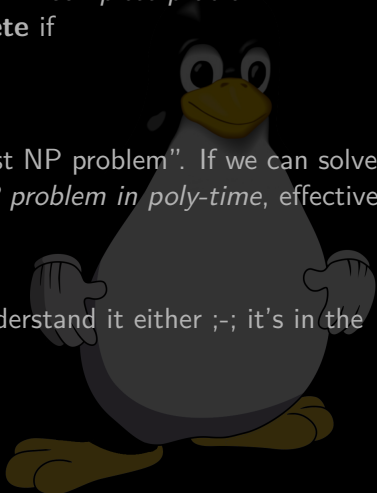 ete if
st NP problem". If we can solve
problem in poly-time, effective
derstand it either ;-; it's in the